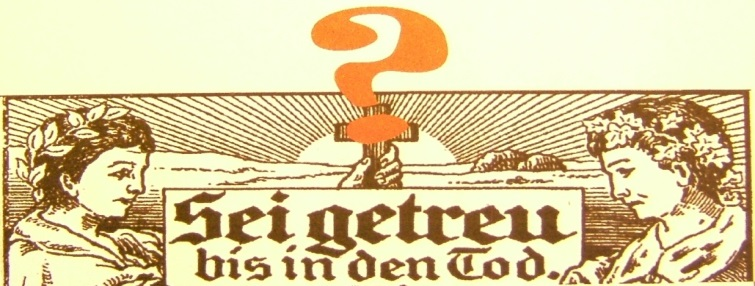 ?
Sei getreu
bis in den Tod.